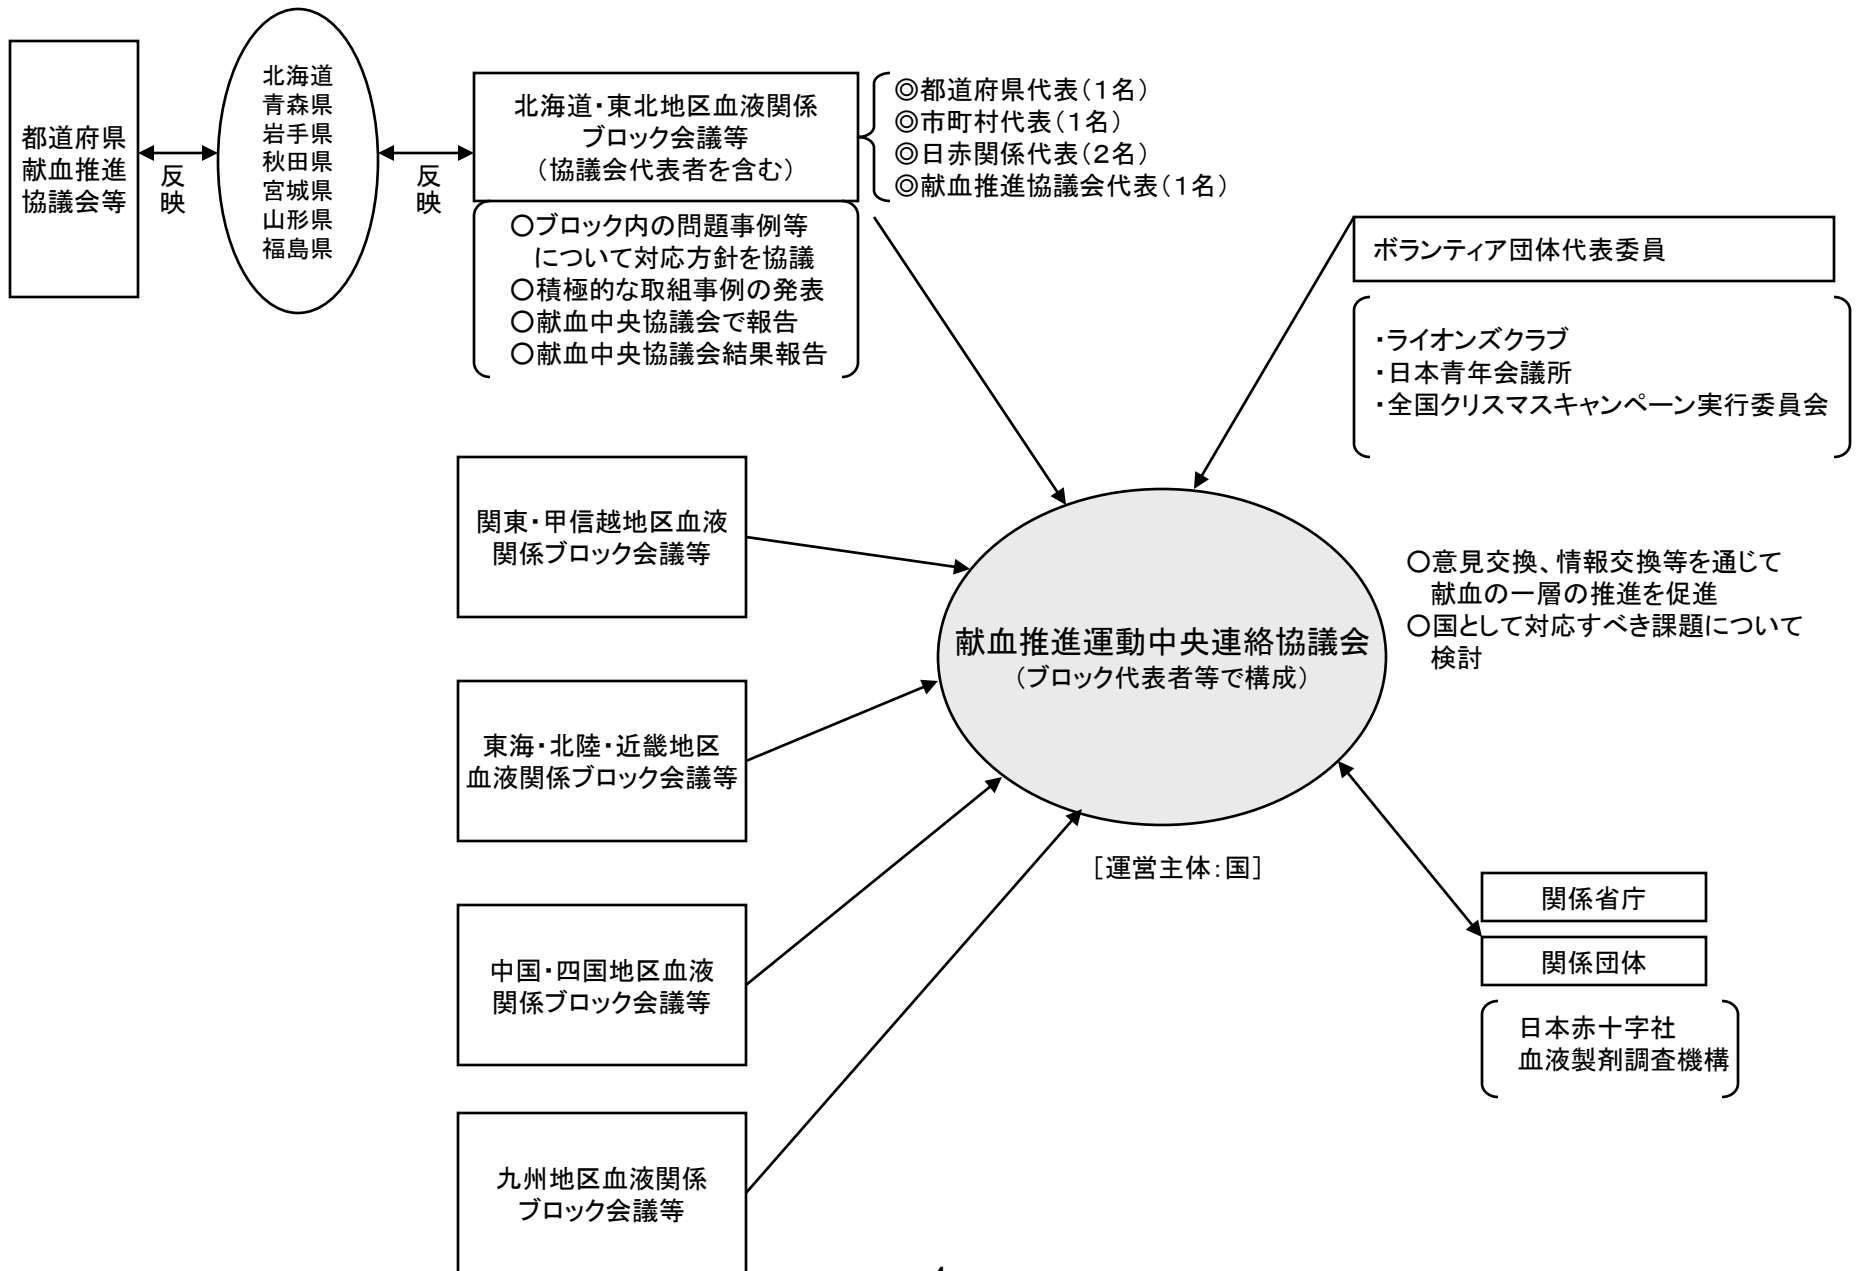 都道府県
献血推進
協議会等
反
映
北海道
青森県
岩手県
秋田県
宮城県
山形県
福島県
反
映
北海道・東北地区血液関係
ブロック会議等
（協議会代表者を含む）
◎都道府県代表（１名）
◎市町村代表（１名）
◎日赤関係代表（２名）
◎献血推進協議会代表（１名）
○ブロック内の問題事例等
について対応方針を協議
○積極的な取組事例の発表
○献血中央協議会で報告
○献血中央協議会結果報告
ボランティア団体代表委員
・ライオンズクラブ
・日本青年会議所
・全国クリスマスキャンペーン実行委員会
関東・甲信越地区血液
関係ブロック会議等
東海・北陸・近畿地区
血液関係ブロック会議等
中国・四国地区血液
関係ブロック会議等
九州地区血液関係
ブロック会議等
献血推進運動中央連絡協議会
（ブロック代表者等で構成）
［運営主体：国］
○意見交換、情報交換等を通じて
献血の一層の推進を促進
○国として対応すべき課題について
検討
関係省庁
関係団体
日本赤十字社
血液製剤調査機構